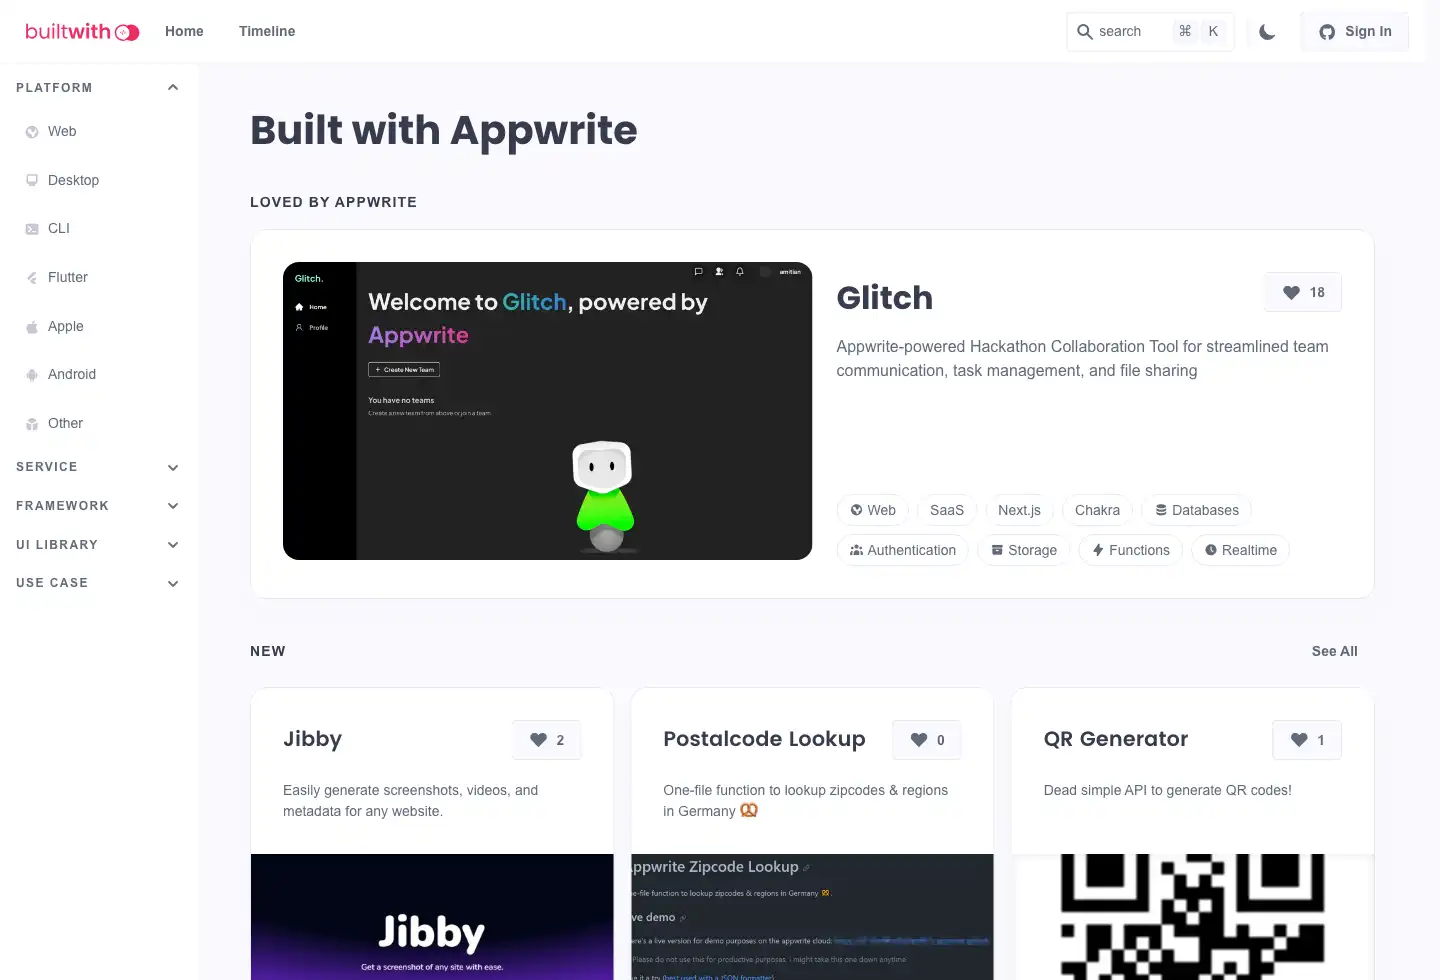 builtwith
Home
Timeline
search
⌘
K
Sign In
PLATFORM
Web
Desktop
CLI
Flutter
Apple
Android
Other
SERVICE
FRAMEWORK
UI LIBRARY
USE CASE
Built with Appwrite
LOVED BY APPWRITE
Glitch.
amitian
Home
Profile
Welcome to Glitch, powered by
Appwrite
+ Create New Team
You have no teams
Create a new team from above or join a team
Glitch
18
Appwrite-powered Hackathon Collaboration Tool for streamlined team
communication, task management, and file sharing
Web
SaaS
Next.js
Chakra
Databases
Authentication
Storage
Functions
Realtime
NEW
See All
Jibby
2
Easily generate screenshots, videos, and
metadata for any website.
Jibby
Get a screenshot of any site with ease.
Postalcode Lookup
0
One-file function to lookup zipcodes & regions
in Germany 🥨
ppwrite Zipcode Lookup
e-file function to lookup zipcodes & regions in Germany 🥨.
ve demo
ere's a live version for demo purposes on the appwrite cloud:
Please do not use this for productive purposes, i might take this one down anytime
e it a try (best used with a JSON formatter)
QR Generator
1
Dead simple API to generate QR codes!